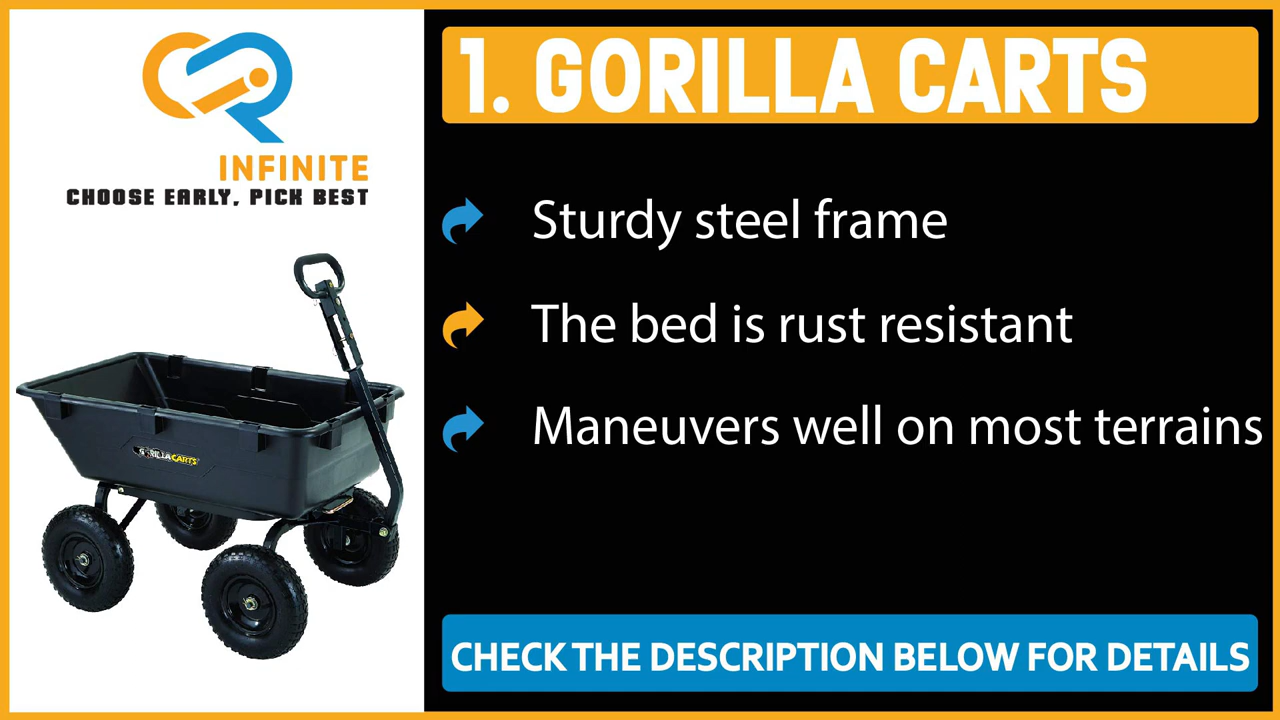 INFINITE
CHOOSE EARLY, PICK BEST
GORILLA CARTS
1. GORILLA CARTS
Sturdy steel frame
The bed is rust resistant
Maneuvers well on most terrains
CHECK THE DESCRIPTION BELOW FOR DETAILS